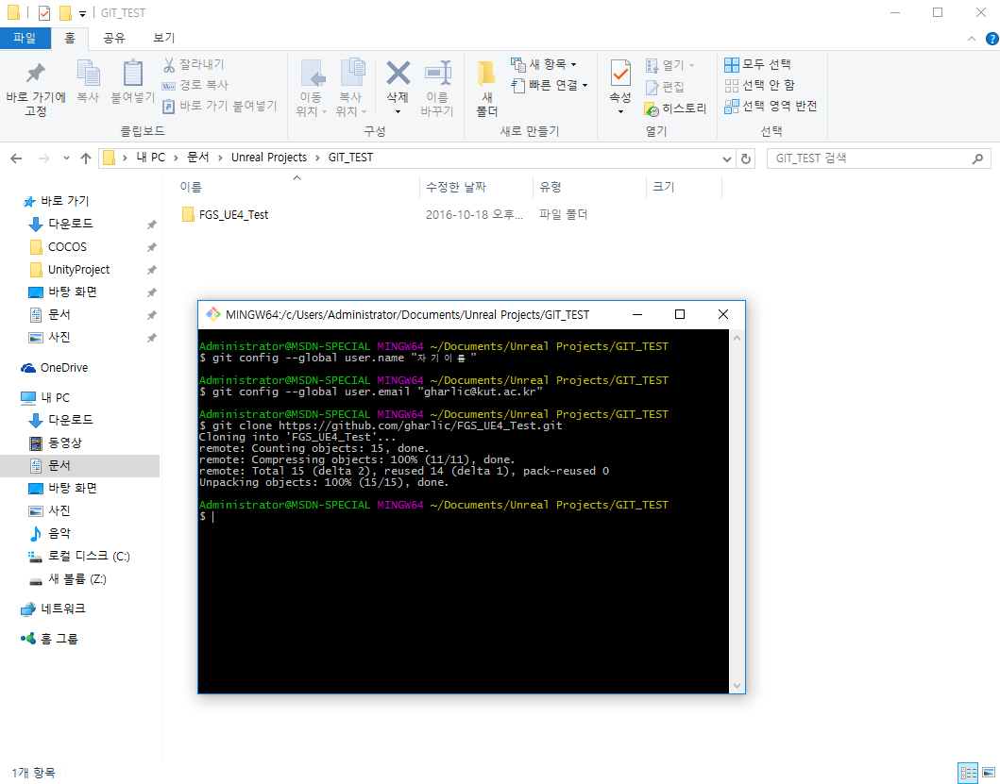 GIT_TEST
파일 홈 공유 보기
바로 가기에 고정
복사
붙여넣기
잘라내기
경로 복사
바로 가기 붙여넣기
클립보드
이동 위치
복사 위치
삭제
이름 바꾸기
구성
새 폴더
새 항목
빠른 연결
새로 만들기
속성
열기
편집
히스토리
열기
모두 선택
선택 안 함
선택 영역 반전
선택
내 PC > 문서 > Unreal Projects > GIT_TEST
GIT_TEST 검색
이름 수정한 날짜 유형 크기
FGS_UE4_Test 2016-10-18 오후... 파일 폴더
바로 가기
다운로드
COCOS
UnityProject
바탕 화면
문서
사진
OneDrive
내 PC
다운로드
동영상
문서
바탕 화면
사진
음악
로컬 디스크 (C:)
새 볼륨 (Z:)
네트워크
홈 그룹
1개 항목
MINGW64:/c/Users/Administrator/Documents/Unreal Projects/GIT_TEST
Administrator@MSDN-SPECIAL MINGW64 ~/Documents/Unreal Projects/GIT_TEST
$ git config --global user.name "자기이름"
Administrator@MSDN-SPECIAL MINGW64 ~/Documents/Unreal Projects/GIT_TEST
$ git config --global user.email "gharlic@kut.ac.kr"
Administrator@MSDN-SPECIAL MINGW64 ~/Documents/Unreal Projects/GIT_TEST
$ git clone https://github.com/gharlic/FGS_UE4_Test.git
Cloning into 'FGS_UE4_Test'...
remote: Counting objects: 15, done.
remote: Compressing objects: 100% (11/11), done.
remote: Total 15 (delta 2), reused 14 (delta 1), pack-reused 0
Unpacking objects: 100% (15/15), done.
Administrator@MSDN-SPECIAL MINGW64 ~/Documents/Unreal Projects/GIT_TEST
$